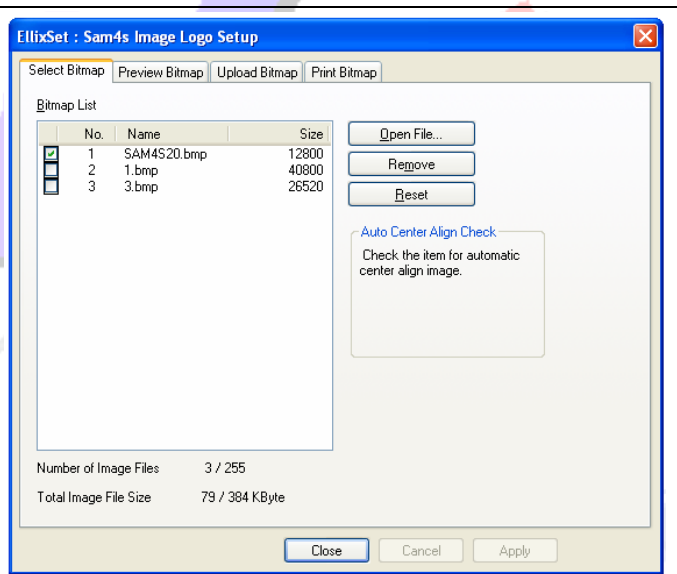 EllixSet : Sam4s Image Logo Setup
Select Bitmap Preview Bitmap Upload Bitmap Print Bitmap
Bitmap List
No. Name Size
1 SAM4S20.bmp 12800
2 1.bmp 40800
3 3.bmp 26520
Open File...
Remove
Reset
Auto Center Align Check
Check the item for automatic
center align image.
Number of Image Files 3 / 255
Total Image File Size 79 / 384 KByte
Close Cancel Apply